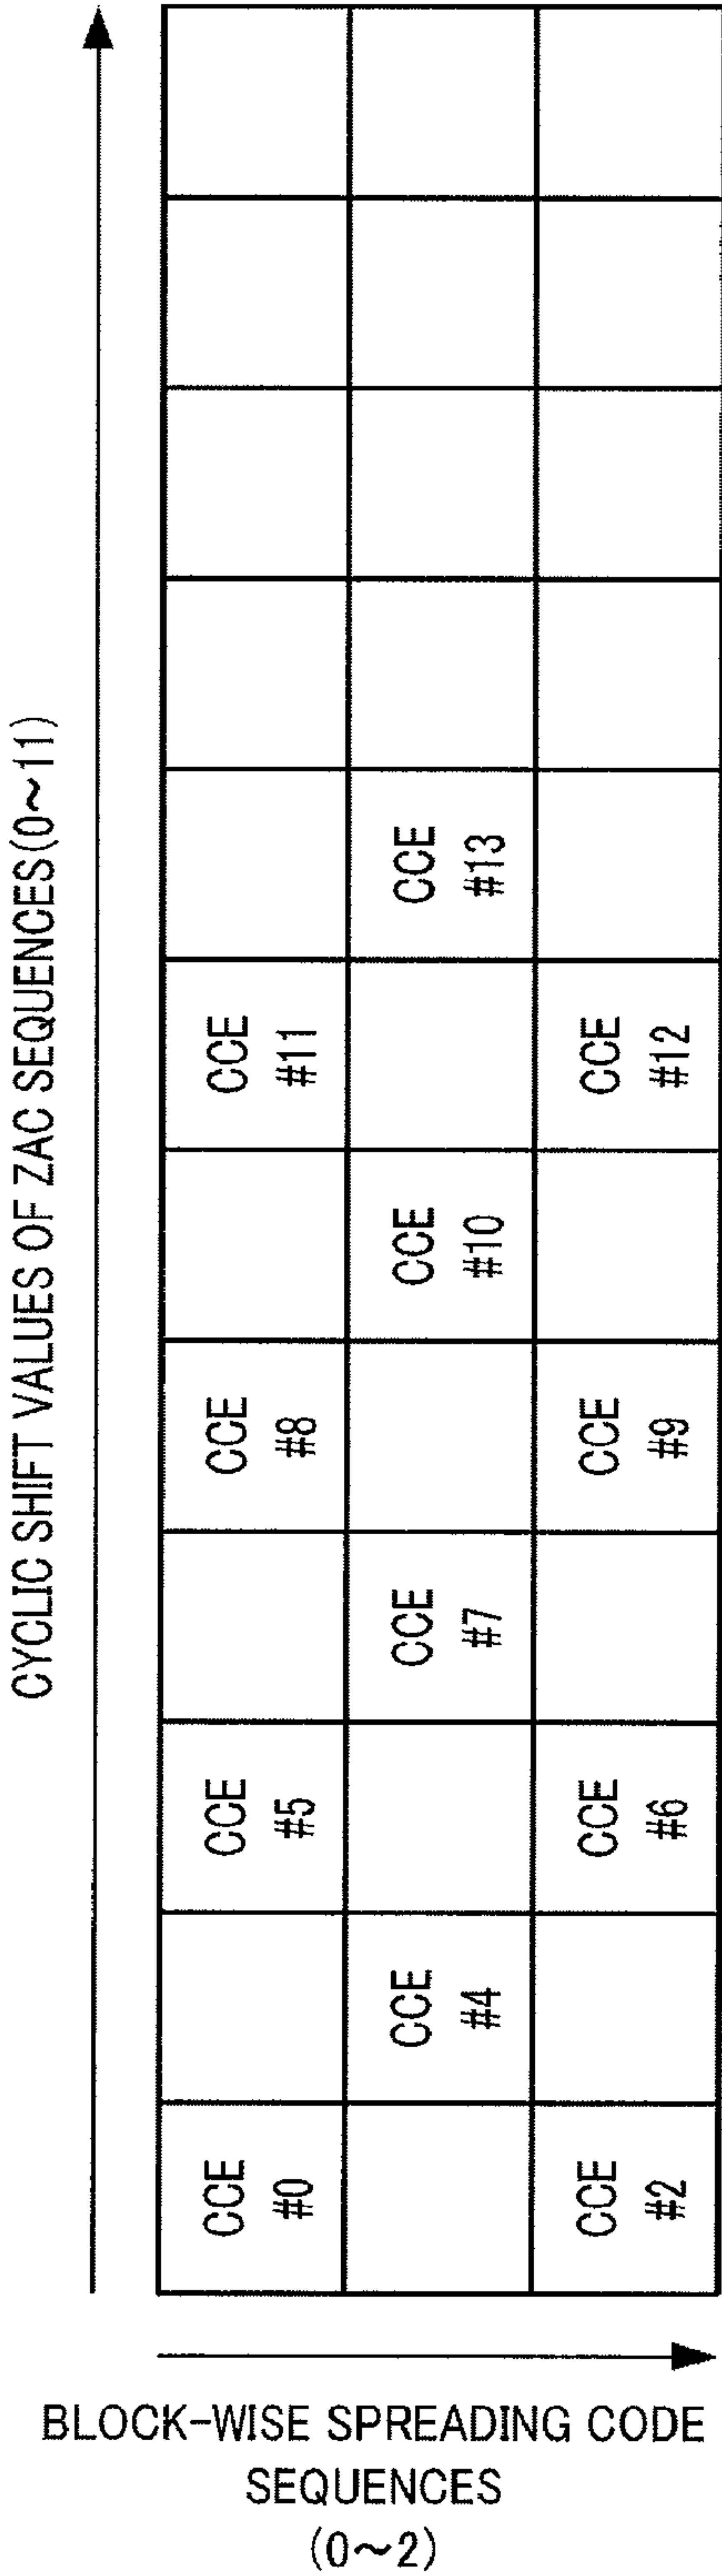 CYCLIC SHIFT VALUES OF ZAC SEQUENCES(0~11)
CCE
#0
CCE
#5
CCE
#8
CCE
#11
CCE
#4
CCE
#7
CCE
#10
CCE
#13
CCE
#2
CCE
#6
CCE
#9
CCE
#12
BLOCK-WISE SPREADING CODE
SEQUENCES
(0~2)